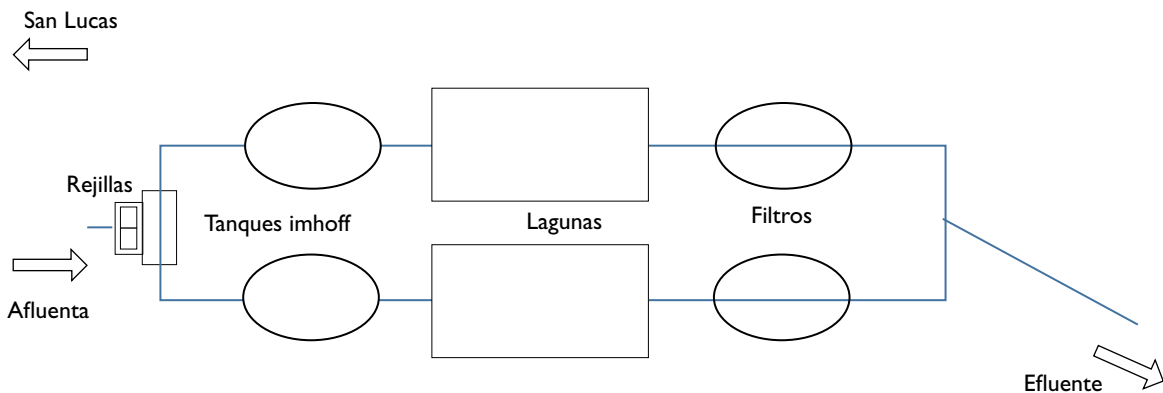 San Lucas
Rejillas
Tanques imhoff
Lagunas
Filtros
Afluenta
Efluente